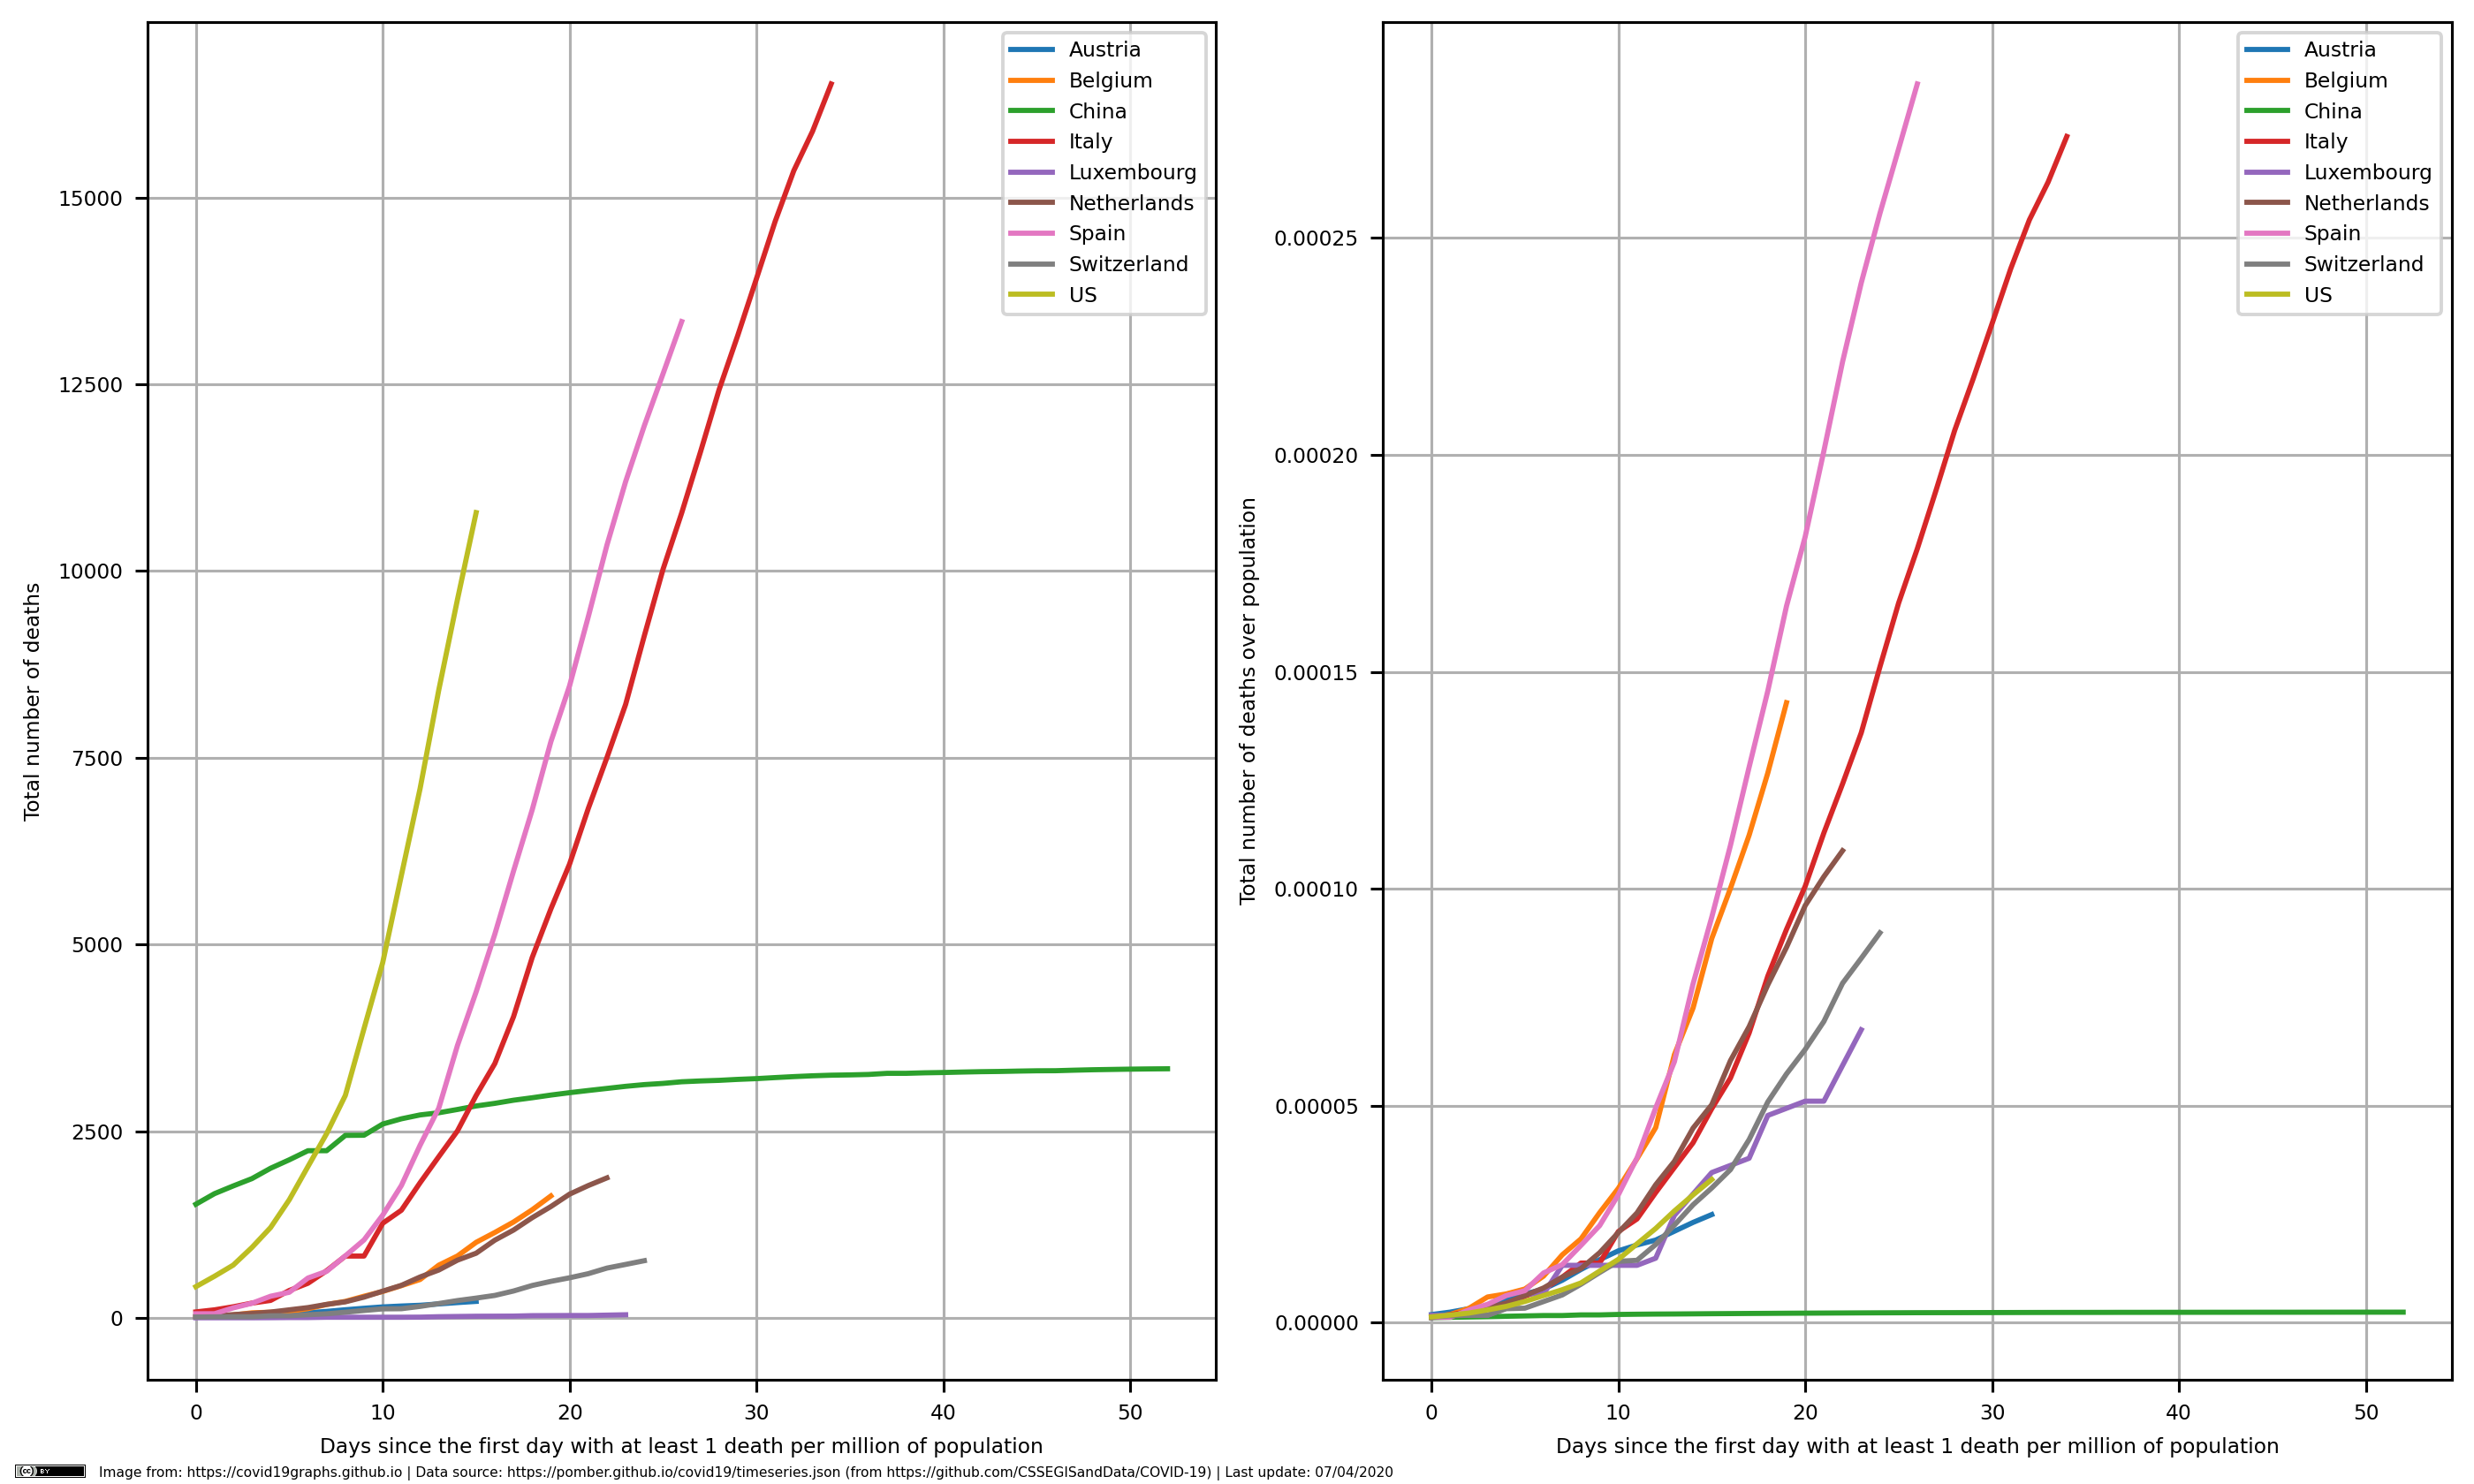 Total number of deaths
15000
12500
10000
7500
5000
2500
0
0 10 20 30 40 50
Days since the first day with at least 1 death per million of population
Austria
Belgium
China
Italy
Luxembourg
Netherlands
Spain
Switzerland
US
Total number of deaths over population
0.00025
0.00020
0.00015
0.00010
0.00005
0.00000
0 10 20 30 40 50
Days since the first day with at least 1 death per million of population
Austria
Belgium
China
Italy
Luxembourg
Netherlands
Spain
Switzerland
US
(cc) BY
Image from: https://covid19graphs.github.io | Data source: https://pomber.github.io/covid19/timeseries.json (from https://github.com/CSSEGISandData/COVID-19) | Last update: 07/04/2020